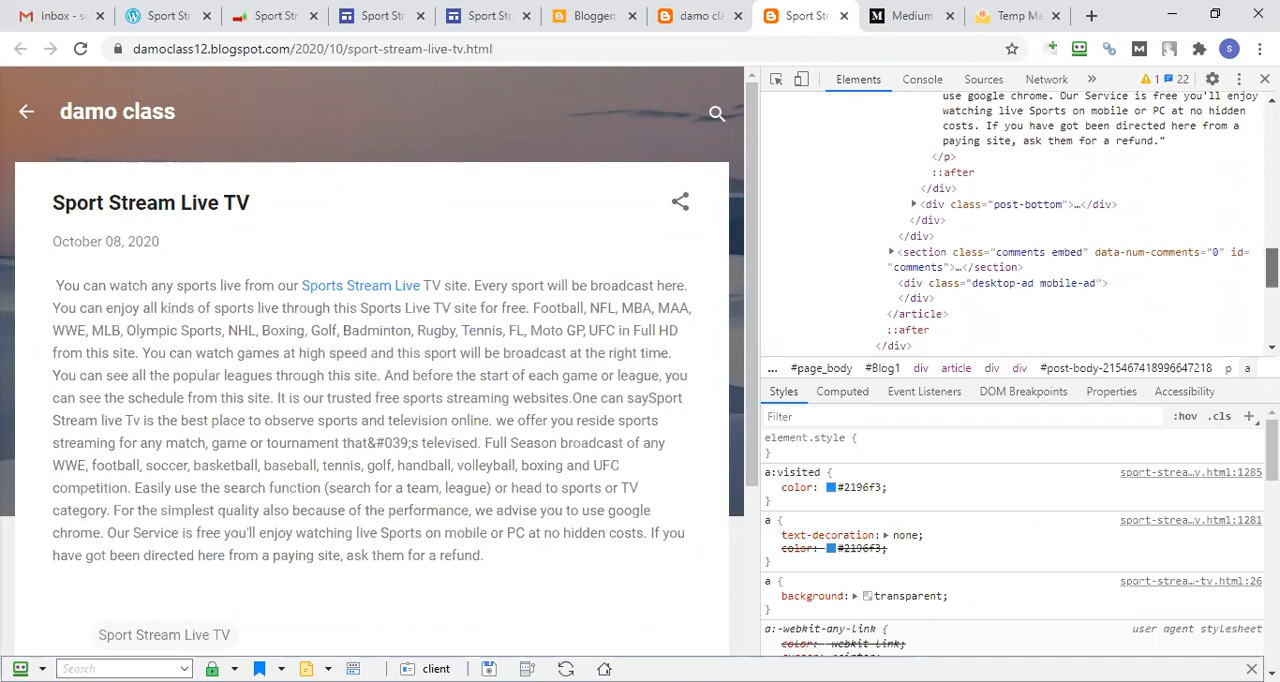 Inbox - se
Sport Str
Sport Str
Sport Str
Sport Str
Blogger:
damo cla
Sport Str
Medium
Temp Ma
damoclass12.blogspot.com/2020/10/sport-stream-live-tv.html
S
damo class
Sport Stream Live TV
October 08, 2020
You can watch any sports live from our Sports Stream Live TV site. Every sport will be broadcast here.
You can enjoy all kinds of sports live through this Sports Live TV site for free. Football, NFL, MBA, MAA,
WWE, MLB, Olympic Sports, NHL, Boxing, Golf, Badminton, Rugby, Tennis, FL, Moto GP, UFC in Full HD
from this site. You can watch games at high speed and this sport will be broadcast at the right time.
You can see all the popular leagues through this site. And before the start of each game or league, you
can see the schedule from this site. It is our trusted free sports streaming websites.One can saySport
Stream live Tv is the best place to observe sports and television online. we offer you reside sports
streaming for any match, game or tournament that&#039;s televised. Full Season broadcast of any
WWE, football, soccer, basketball, baseball, tennis, golf, handball, volleyball, boxing and UFC
competition. Easily use the search function (search for a team, league) or head to sports or TV
category. For the simplest quality also because of the performance, we advise you to use google
chrome. Our Service is free you'll enjoy watching live Sports on mobile or PC at no hidden costs. If you
have got been directed here from a paying site, ask them for a refund.
Sport Stream Live TV
Elements Console Sources Network » 1 22
use google chrome. Our Service is free you'll enjoy
watching live Sports on mobile or PC at no hidden
costs. If you have got been directed here from a
paying site, ask them for a refund."
</p>
::after
</div>
<div class="post-bottom">…</div>
</div>
</div>
<section class="comments embed" data-num-comments="0" id=
"comments">…</section>
<div class="desktop-ad mobile-ad">
</div>
</article>
::after
</div>
... #page_body #Blog1 div article div div #post-body-215467418996647218 p a
Styles Computed Event Listeners DOM Breakpoints Properties Accessibility
Filter :hov .cls +
element.style {
}
a:visited { sport-strea…v.html:1285
color: #2196f3;
}
a { sport-strea…v.html:1281
text-decoration: none;
color: #2196f3;
}
a { sport-strea…-tv.html:26
background: transparent;
}
a:-webkit-any-link { user agent stylesheet
color: -webkit-link;
Search
client